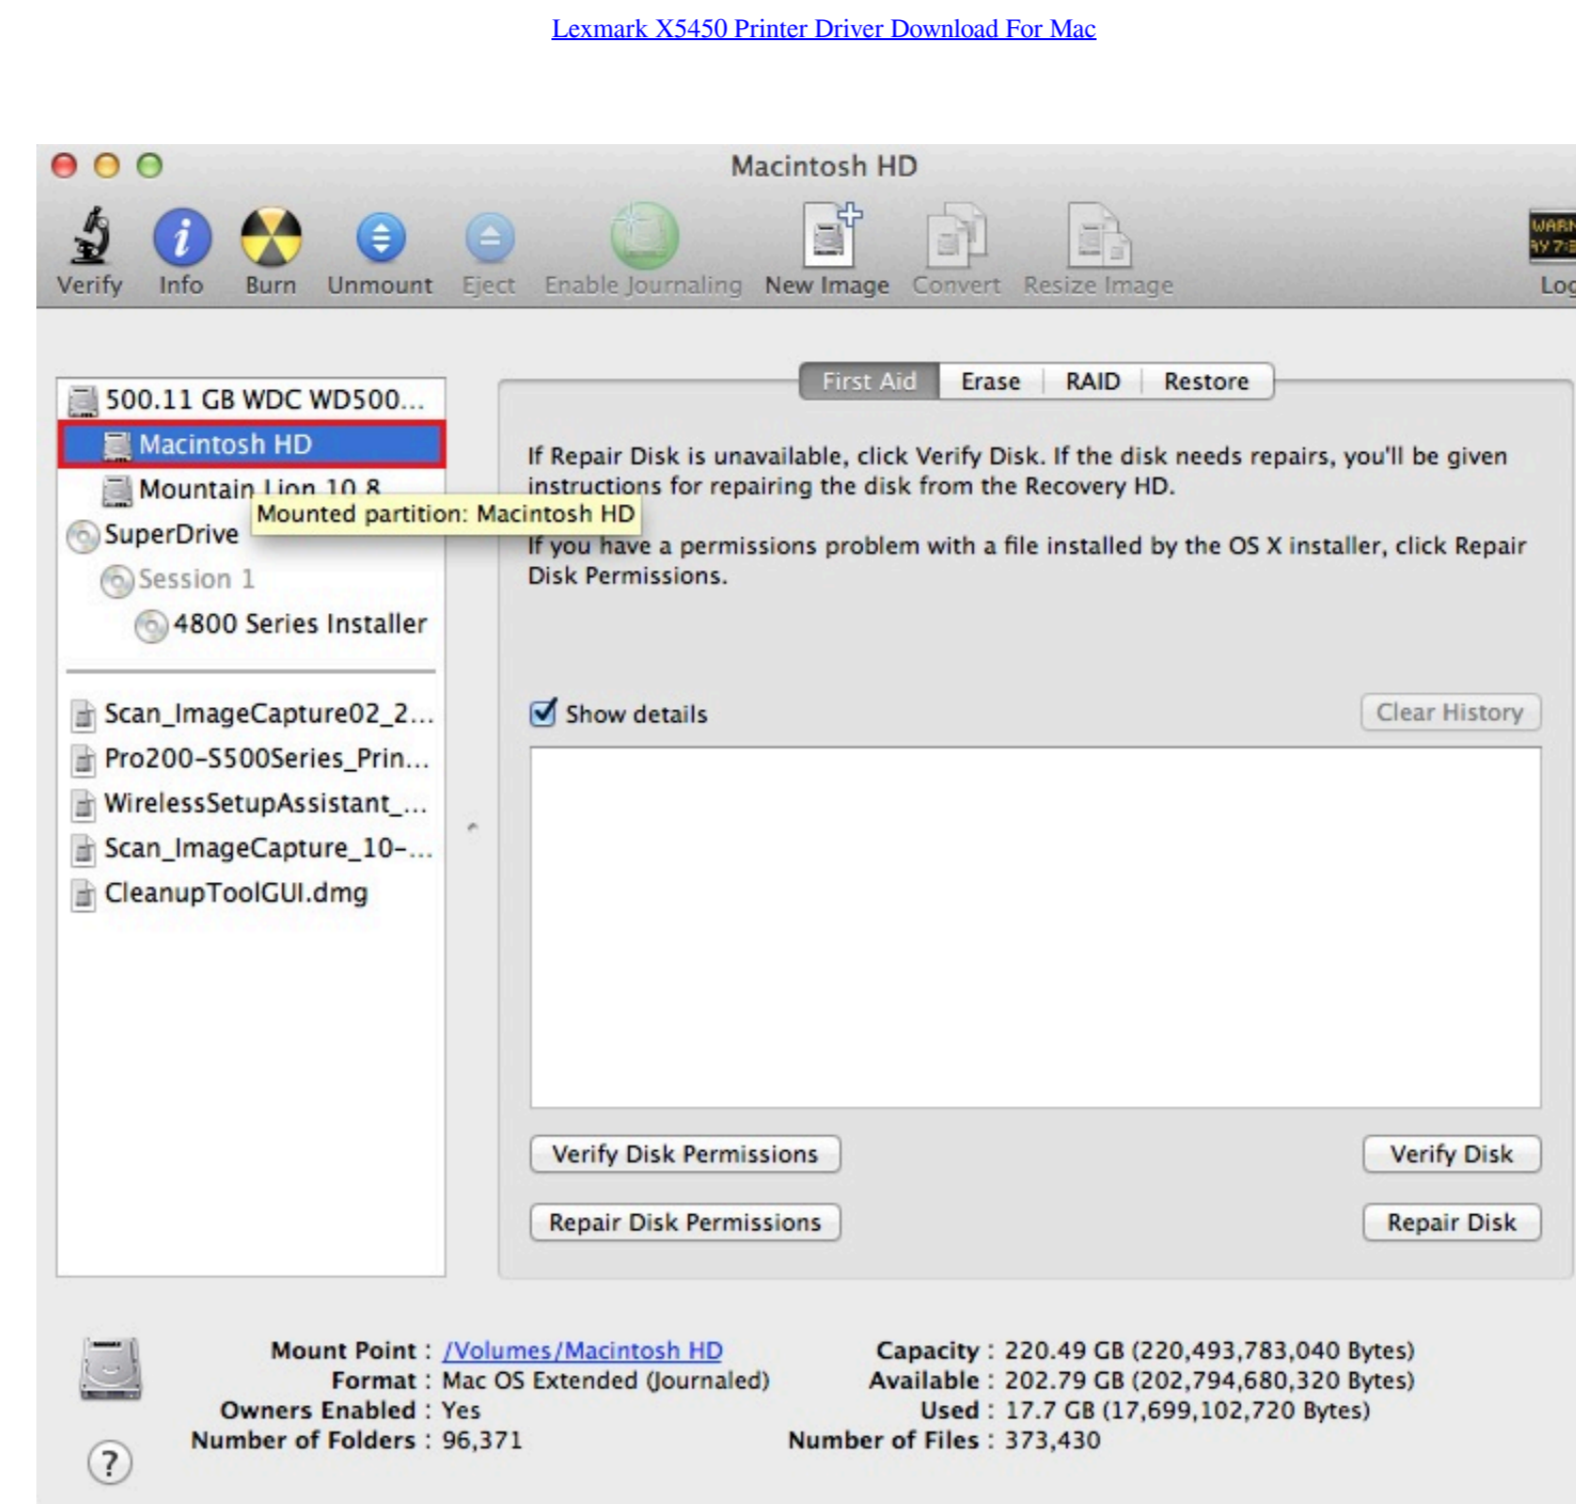 Lexmark X5450 Printer Driver Download For Mac
Macintosh HD
Verify Info Burn Unmount Eject Enable Journaling New Image Convert Resize Image
500.11 GB WDC WD500...
Macintosh HD
Mountain Lion 10.8
Mounted partition: Macintosh HD
SuperDrive
Session 1
4800 Series Installer
Scan_ImageCapture02_2...
Pro200-S500Series_Prin...
WirelessSetupAssistant_...
Scan_ImageCapture_10-...
CleanupToolGUI.dmg
First Aid Erase RAID Restore
If Repair Disk is unavailable, click Verify Disk. If the disk needs repairs, you'll be given
instructions for repairing the disk from the Recovery HD.
If you have a permissions problem with a file installed by the OS X installer, click Repair
Disk Permissions.
Show details
Clear History
Verify Disk Permissions
Verify Disk
Repair Disk Permissions
Repair Disk
Mount Point : /Volumes/Macintosh HD
Format : Mac OS Extended (Journaled)
Owners Enabled : Yes
Number of Folders : 96,371
Capacity : 220.49 GB (220,493,783,040 Bytes)
Available : 202.79 GB (202,794,680,320 Bytes)
Used : 17.7 GB (17,699,102,720 Bytes)
Number of Files : 373,430
?